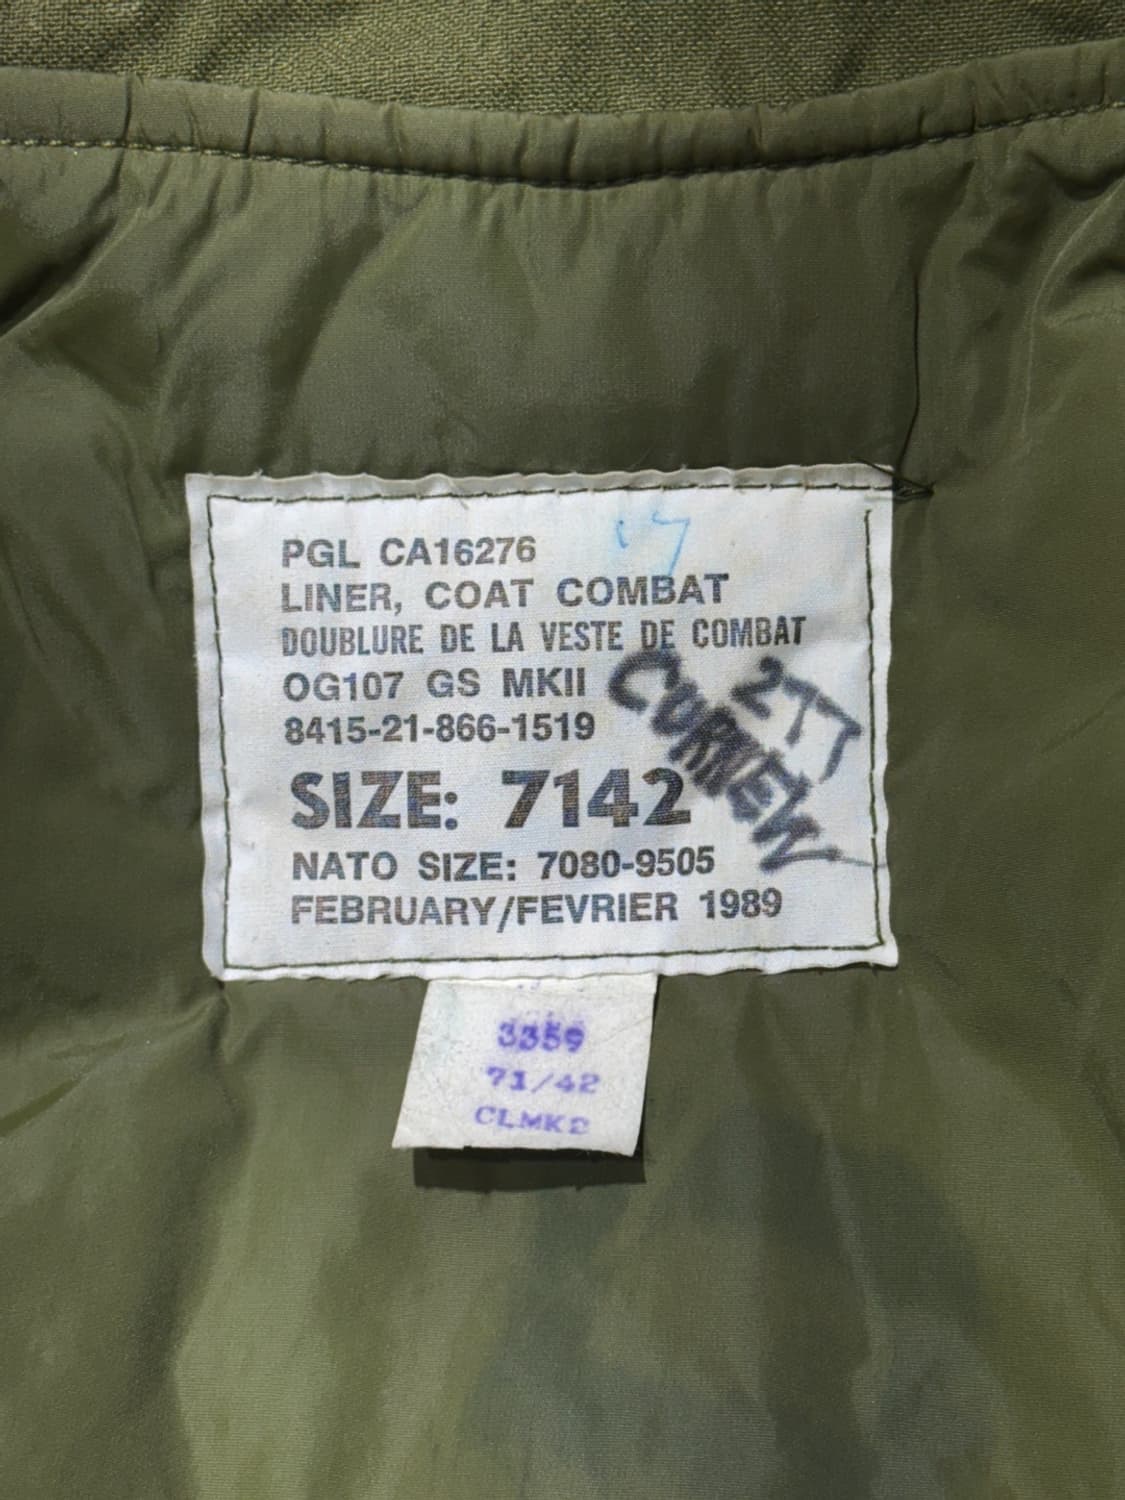 PGL CA16276
LINER, COAT COMBAT
DOUBLURE DE LA VESTE DE COMBAT
OG107 GS MKII
8415-21-866-1519
SIZE: 7142
NATO SIZE: 7080-9505
FEBRUARY/FEVRIER 1989
277
3359
71/42
CLMK2